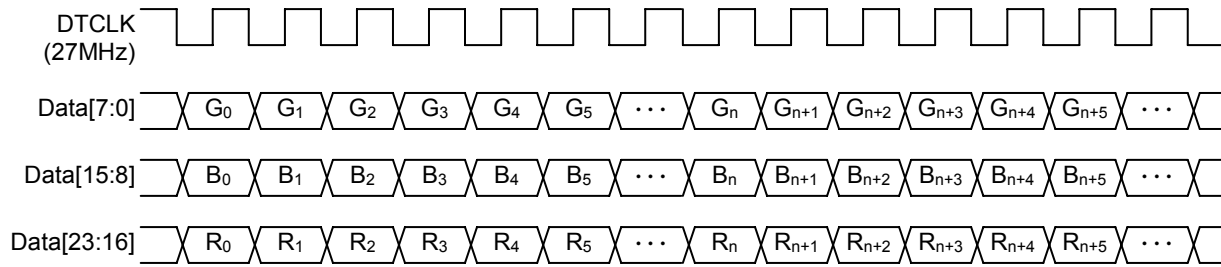 DTCLK
(27MHz)
Data[7:0] G0 G1 G2 G3 G4 G5 ··· Gn Gn+1 Gn+2 Gn+3 Gn+4 Gn+5 ···
Data[15:8] B0 B1 B2 B3 B4 B5 ··· Bn Bn+1 Bn+2 Bn+3 Bn+4 Bn+5 ···
Data[23:16] R0 R1 R2 R3 R4 R5 ··· Rn Rn+1 Rn+2 Rn+3 Rn+4 Rn+5 ···